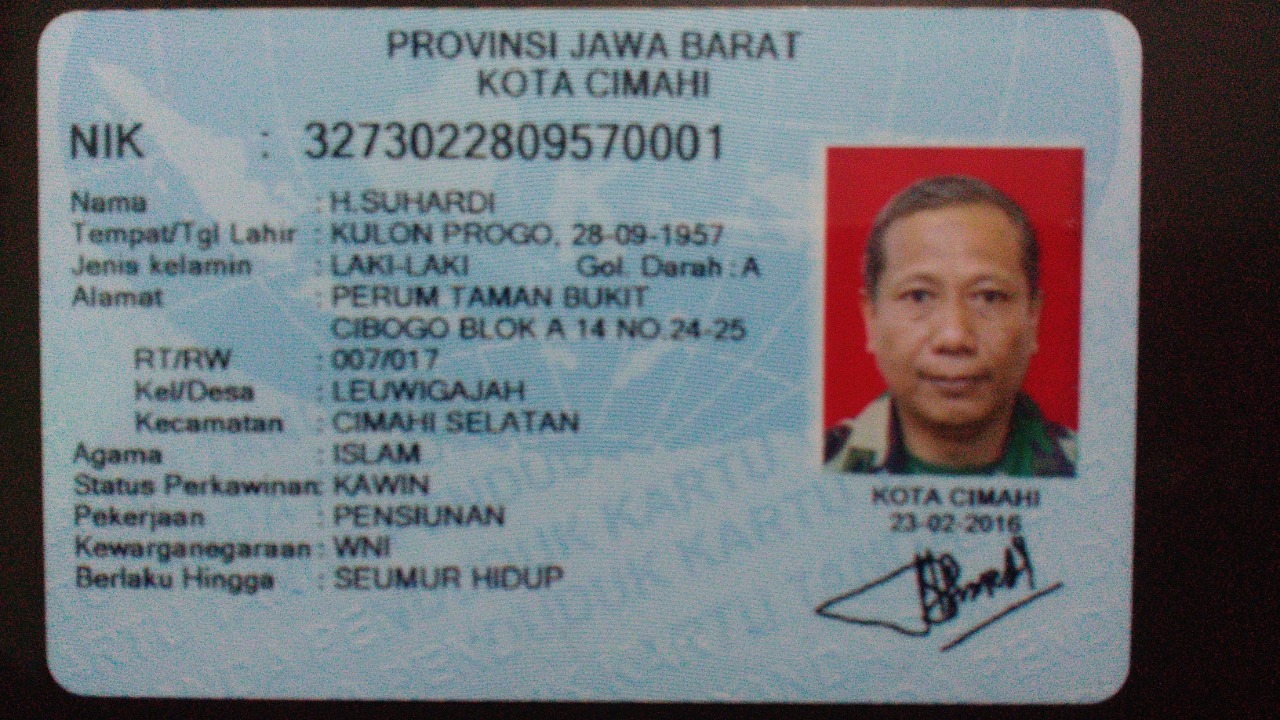 PROVINSI JAWA BARAT
KOTA CIMAHI
NIK : 3273022809570001
Nama : H.SUHARDI
Tempat/Tgl Lahir : KULON PROGO, 28-09-1957
Jenis kelamin : LAKI-LAKI Gol. Darah : A
Alamat : PERUM TAMAN BUKIT
CIBOGO BLOK A 14 NO.24-25
RT/RW : 007/017
Kel/Desa : LEUWIGAJAH
Kecamatan : CIMAHI SELATAN
Agama : ISLAM
Status Perkawinan: KAWIN
Pekerjaan : PENSIUNAN
Kewarganegaraan : WNI
Berlaku Hingga : SEUMUR HIDUP
KOTA CIMAHI
23-02-2016